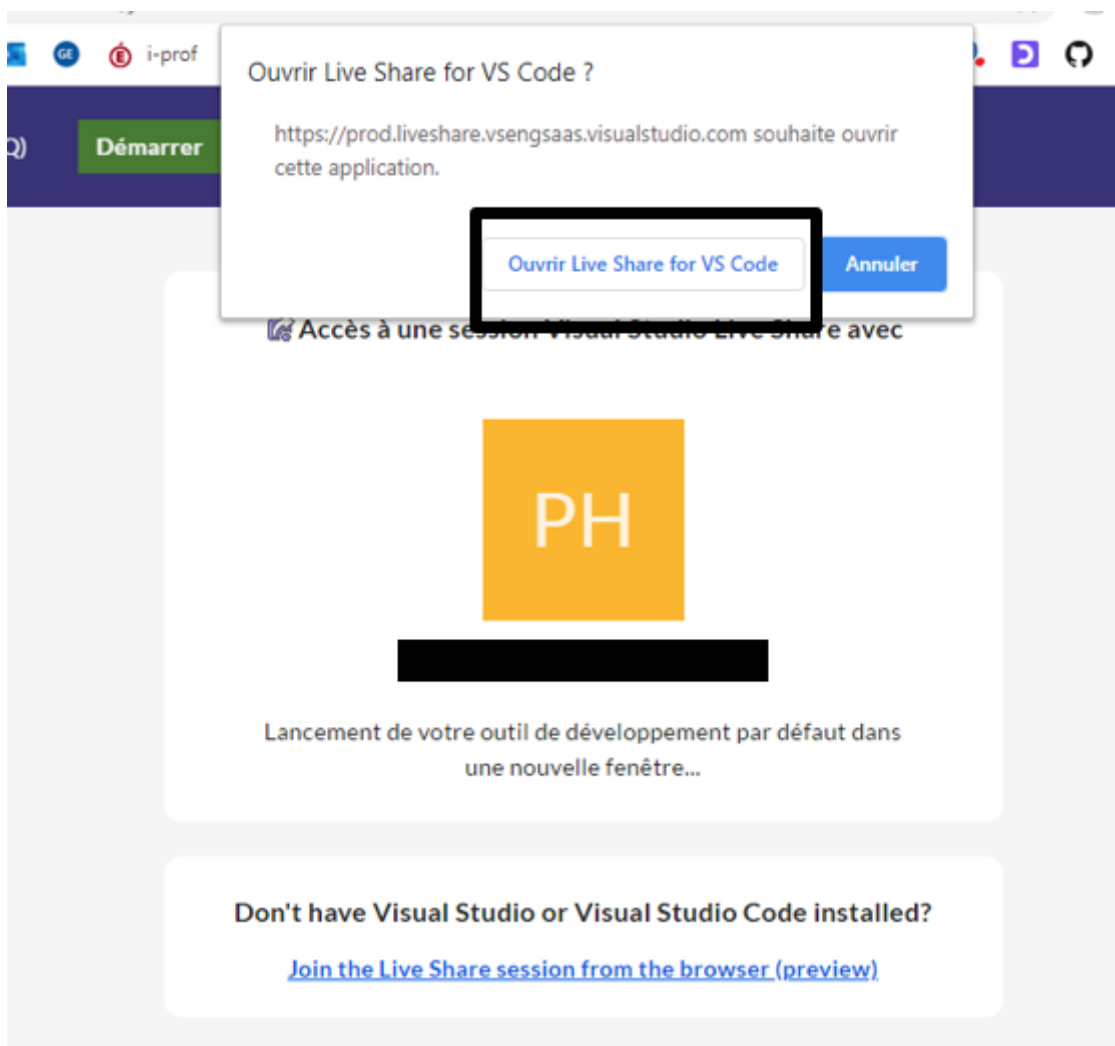 GE
É i-prof
Q)
Démarrer
Ouvrir Live Share for VS Code ?
https://prod.liveshare.vsengsaas.visualstudio.com souhaite ouvrir
cette application.
Ouvrir Live Share for VS Code
Annuler
Accès à une session Visual Studio Live Share avec
PH
Lancement de votre outil de développement par défaut dans
une nouvelle fenêtre...
Don't have Visual Studio or Visual Studio Code installed?
Join the Live Share session from the browser (preview)